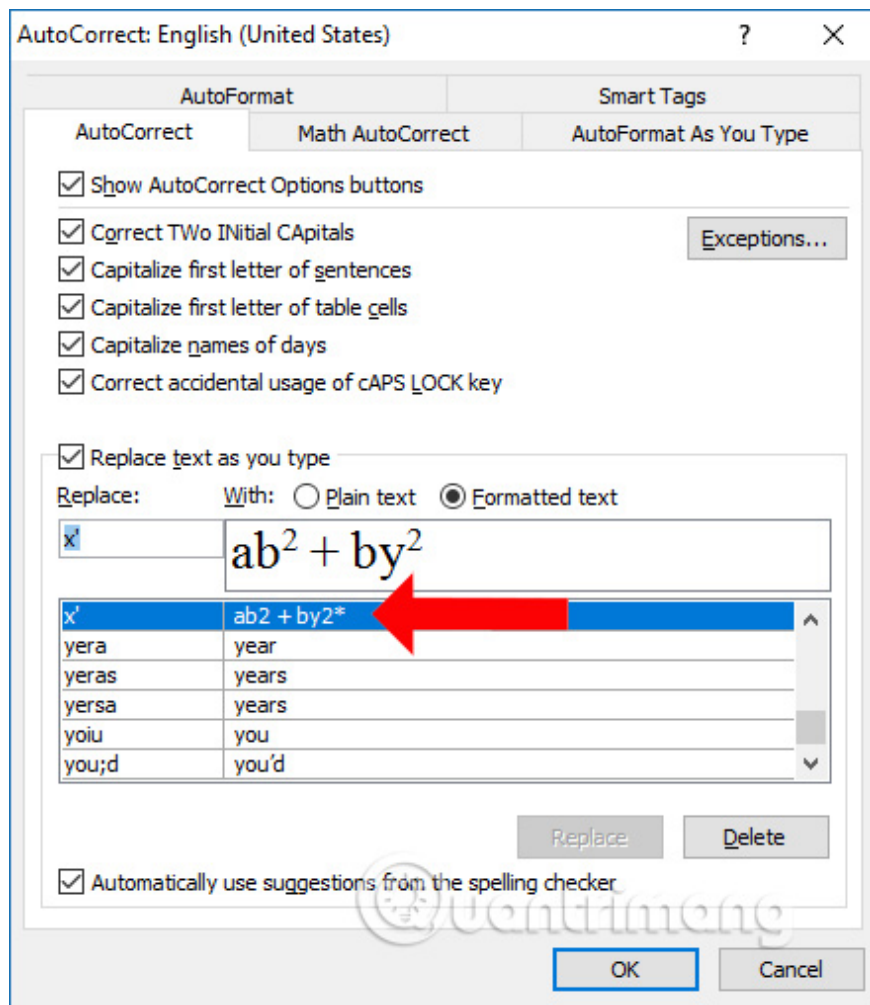 AutoCorrect: English (United States) ?
AutoFormat Smart Tags
AutoCorrect Math AutoCorrect AutoFormat As You Type
Show AutoCorrect Options buttons
Correct TWo INitial CApitals Exceptions...
Capitalize first letter of sentences
Capitalize first letter of table cells
Capitalize names of days
Correct accidental usage of cAPS LOCK key
Replace text as you type
Replace: With: Plain text Formatted text
x' ab² + by²
x' ab2 + by2*
yera year
yeras years
yersa years
yoiu you
you;d you’d
Replace Delete
Automatically use suggestions from the spelling checker
Quantrimang
OK Cancel